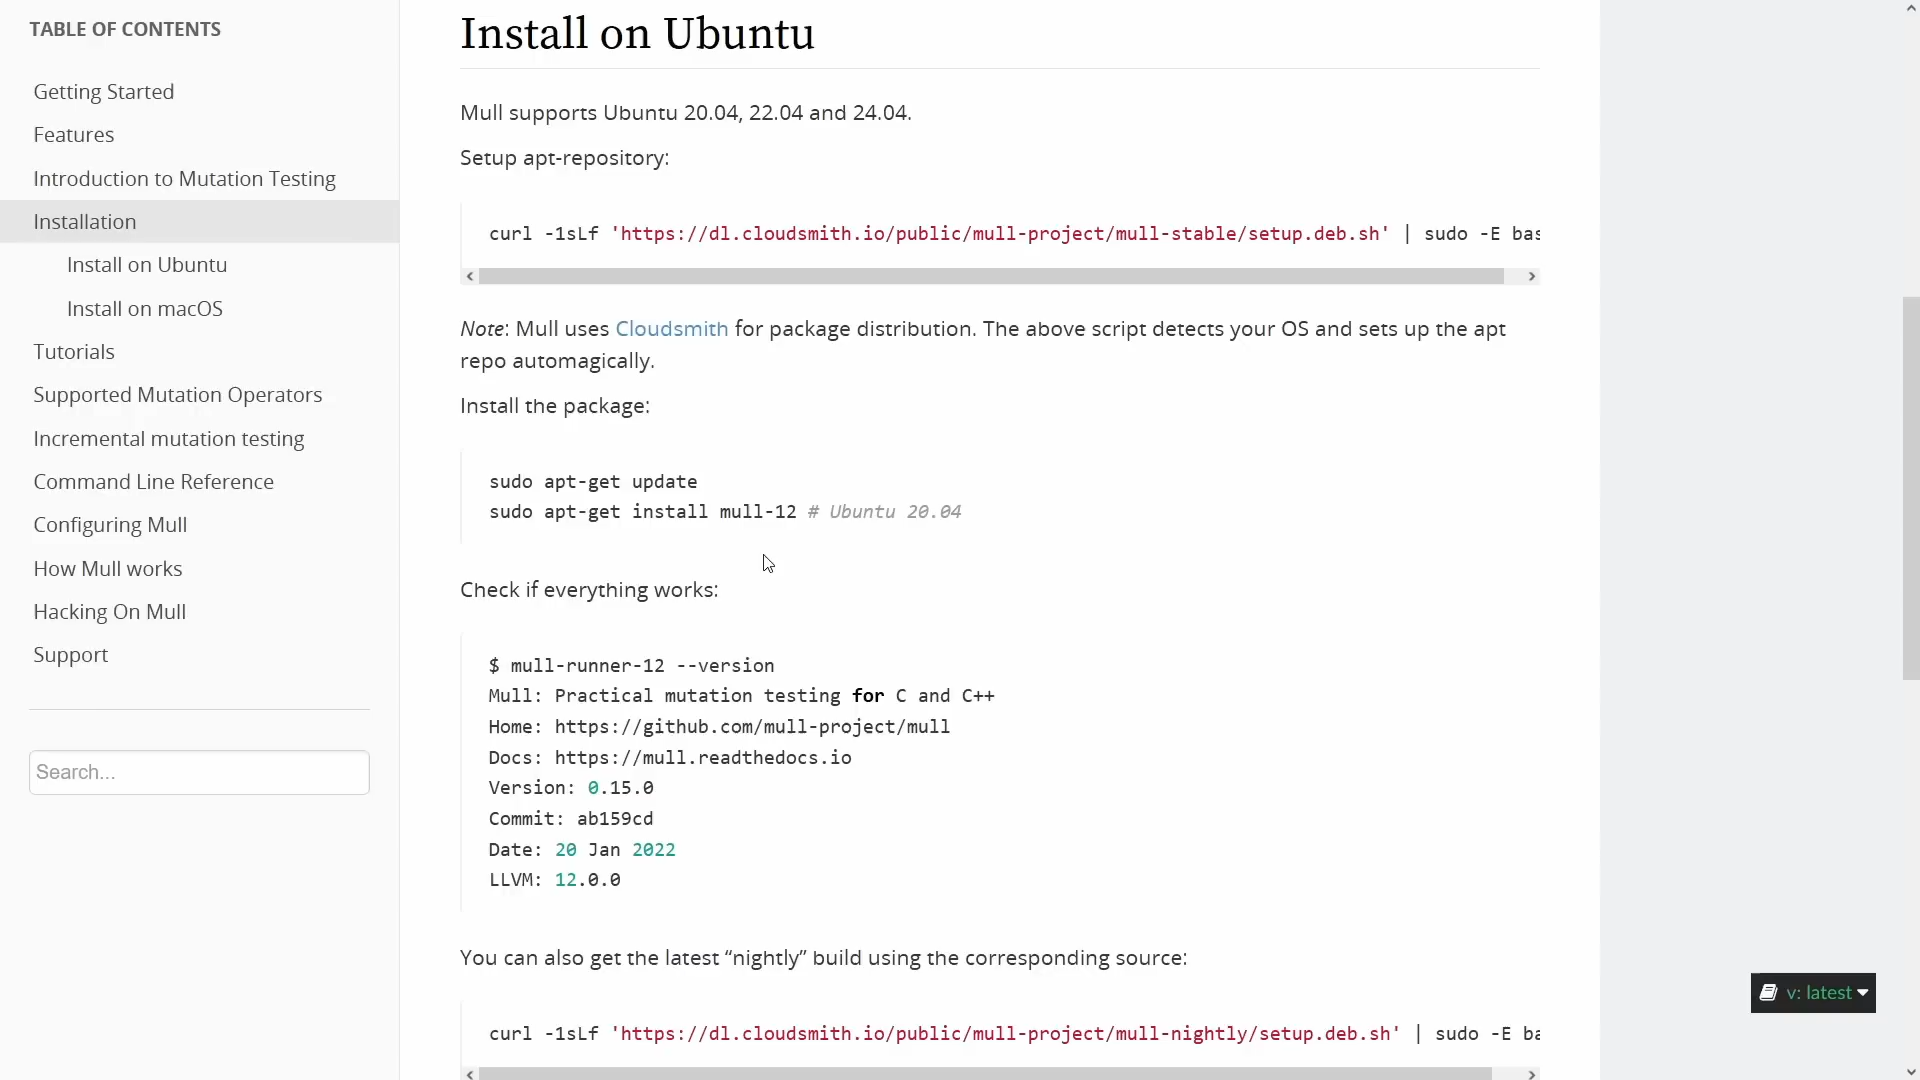 TABLE OF CONTENTS
Getting Started
Features
Introduction to Mutation Testing
Installation
Install on Ubuntu
Install on macOS
Tutorials
Supported Mutation Operators
Incremental mutation testing
Command Line Reference
Configuring Mull
How Mull works
Hacking On Mull
Support
Search...
Install on Ubuntu
Mull supports Ubuntu 20.04, 22.04 and 24.04.
Setup apt-repository:
curl -1sLf 'https://dl.cloudsmith.io/public/mull-project/mull-stable/setup.deb.sh' | sudo -E bas
Note: Mull uses Cloudsmith for package distribution. The above script detects your OS and sets up the apt
repo automagically.
Install the package:
sudo apt-get update
sudo apt-get install mull-12 # Ubuntu 20.04
Check if everything works:
$ mull-runner-12 --version
Mull: Practical mutation testing for C and C++
Home: https://github.com/mull-project/mull
Docs: https://mull.readthedocs.io
Version: 0.15.0
Commit: ab159cd
Date: 20 Jan 2022
LLVM: 12.0.0
You can also get the latest “nightly” build using the corresponding source:
curl -1sLf 'https://dl.cloudsmith.io/public/mull-project/mull-nightly/setup.deb.sh' | sudo -E ba
v: latest